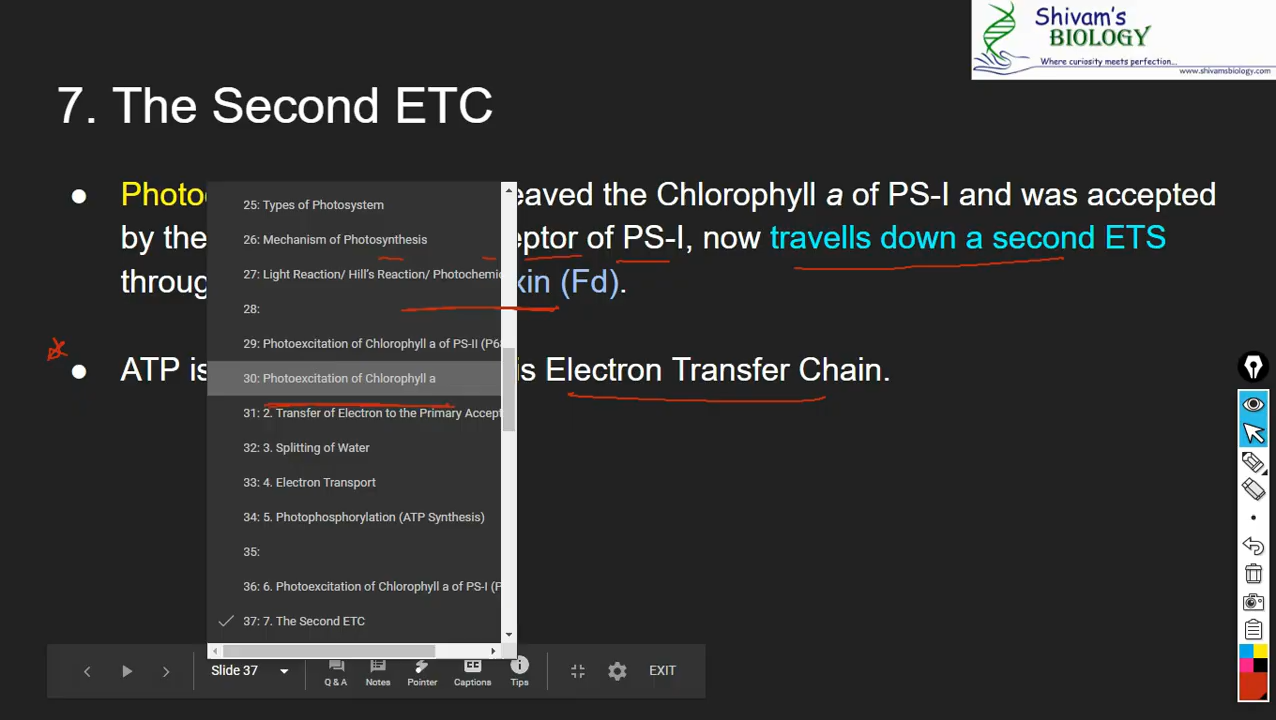 Shivam's
BIOLOGY
Where curiosity meets perfection...
www.shivamsbiology.com
7. The Second ETC
● Photo eaved the Chlorophyll a of PS-I and was accepted
by the eptor of PS-I, now travells down a second ETS
throug xin (Fd).
● ATP is is Electron Transfer Chain.
25: Types of Photosystem
26: Mechanism of Photosynthesis
27: Light Reaction/ Hill's Reaction/ Photochemic
28:
29: Photoexcitation of Chlorophyll a of PS-II (P6
30: Photoexcitation of Chlorophyll a
31: 2. Transfer of Electron to the Primary Accept
32: 3. Splitting of Water
33: 4. Electron Transport
34: 5. Photophosphorylation (ATP Synthesis)
35:
36: 6. Photoexcitation of Chlorophyll a of PS-I (P
37: 7. The Second ETC
Slide 37
Q & A
Notes
Pointer
Captions
Tips
EXIT